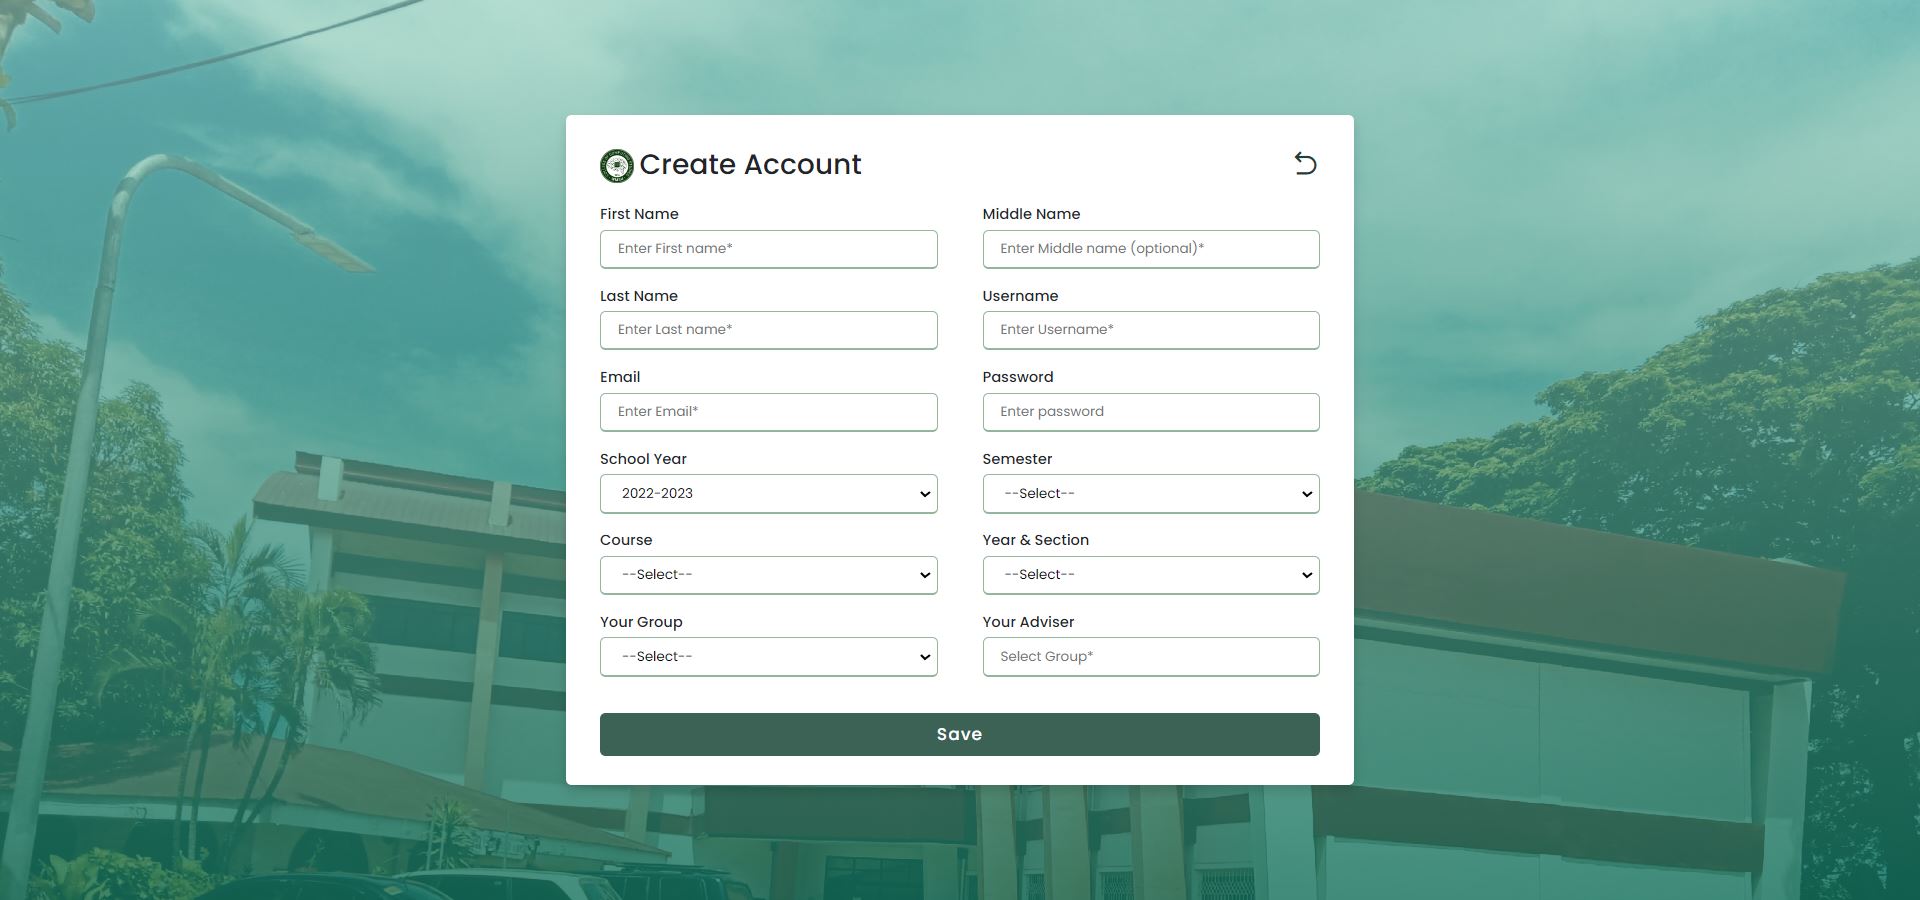 Create Account
First Name
Middle Name
Enter First name*
Enter Middle name (optional)*
Last Name
Username
Enter Last name*
Enter Username*
Email
Password
Enter Email*
Enter password
School Year
Semester
2022-2023
--Select--
Course
Year & Section
--Select--
--Select--
Your Group
Your Adviser
--Select--
Select Group*
Save